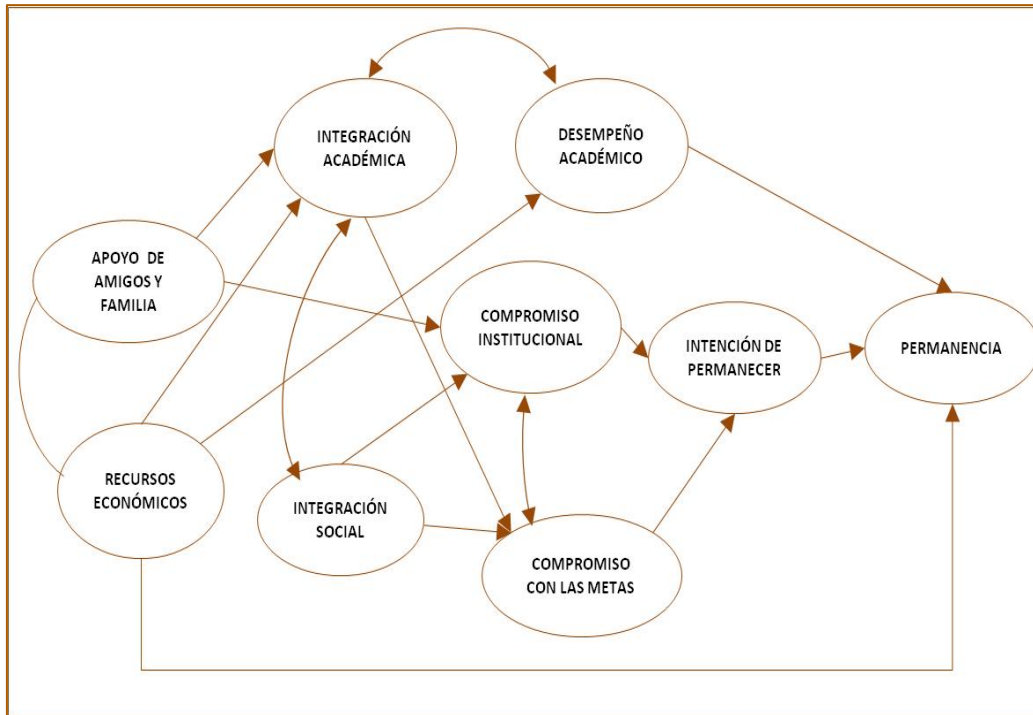 INTEGRACIÓN
ACADÉMICA
DESEMPEÑO
ACADÉMICO
APOYO DE
AMIGOS Y
FAMILIA
COMPROMISO
INSTITUCIONAL
INTENCIÓN DE
PERMANECER
PERMANENCIA
RECURSOS
ECONÓMICOS
INTEGRACIÓN
SOCIAL
COMPROMISO
CON LAS METAS